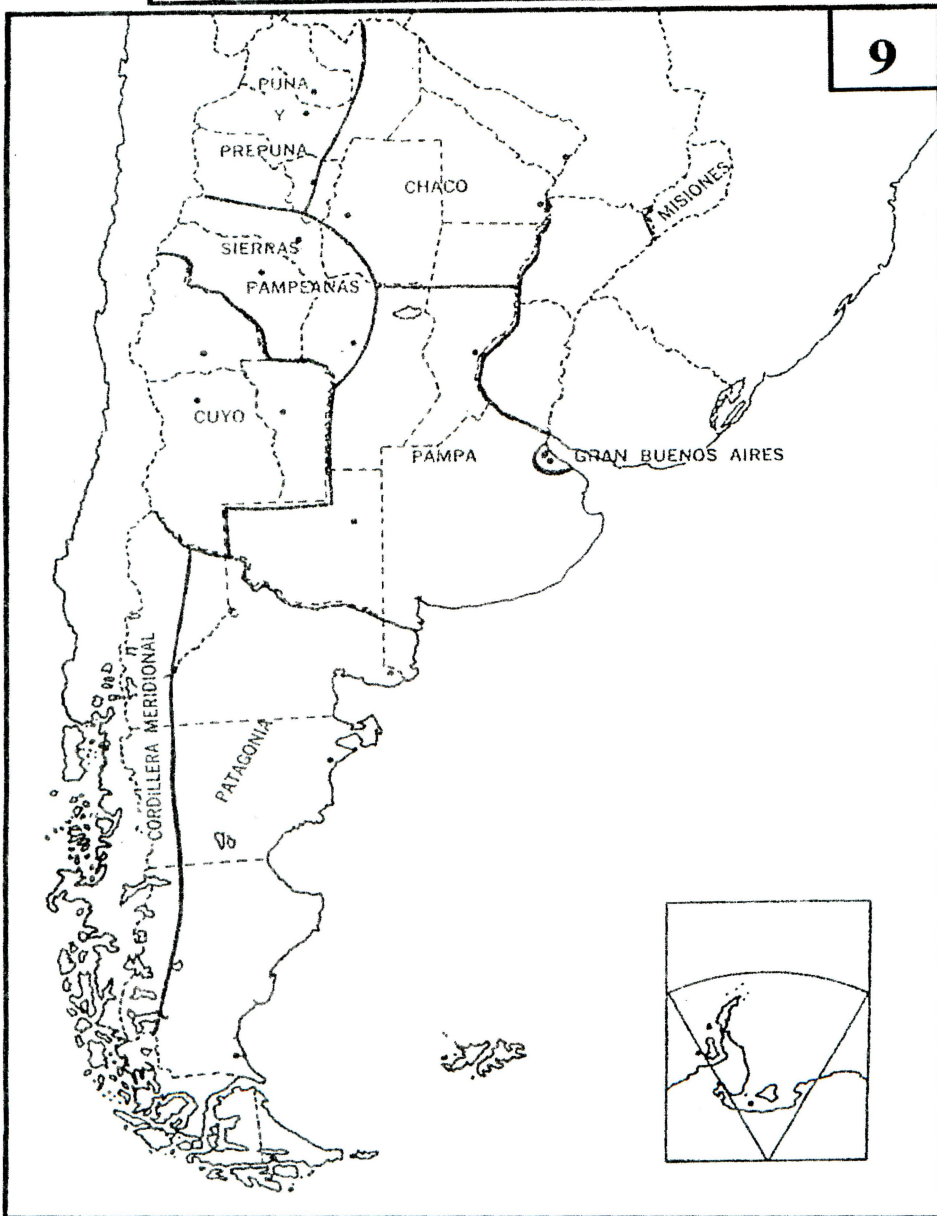 9
PUNA
Y
PREPUNA
CHACO
MISIONES
SIERRAS
PAMPEANAS
CUYO
PAMPA
GRAN BUENOS AIRES
CORDILLERA MERIDIONAL
PATAGONIA